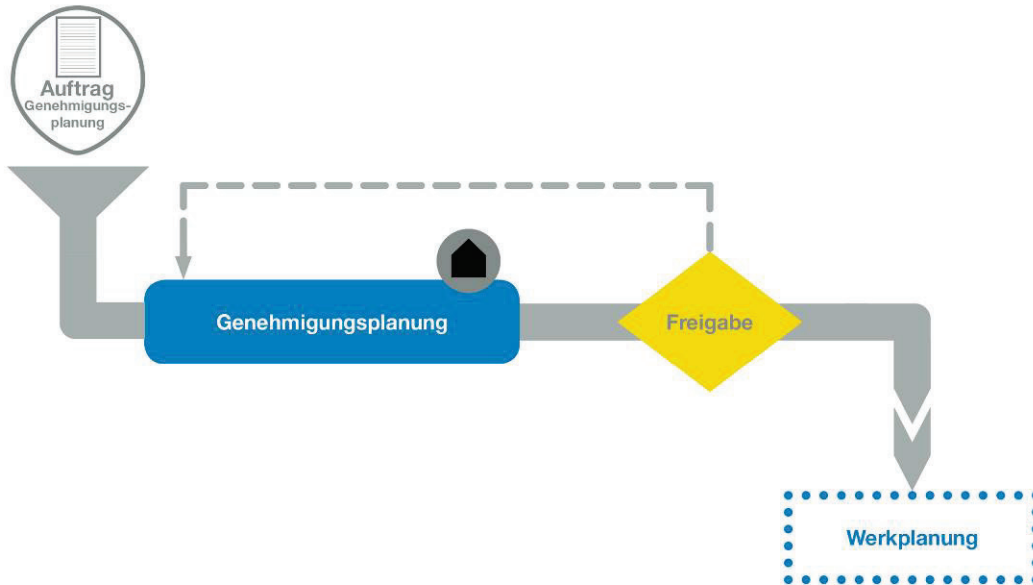 Auftrag
Genehmigungs-
planung
Genehmigungsplanung
Freigabe
Werkplanung